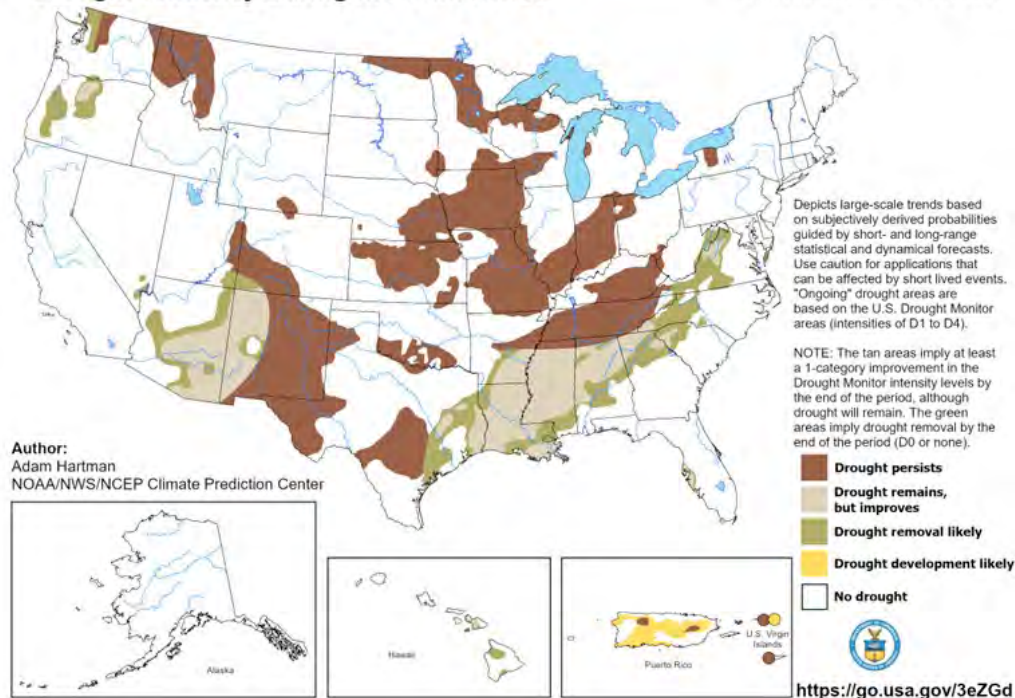 Depicts large-scale trends based
on subjectively derived probabilities
guided by short- and long-range
statistical and dynamical forecasts.
Use caution for applications that
can be affected by short lived events.
"Ongoing" drought areas are
based on the U.S. Drought Monitor
areas (intensities of D1 to D4).
NOTE: The tan areas imply at least
a 1-category improvement in the
Drought Monitor intensity levels by
the end of the period, although
drought will remain. The green
areas imply drought removal by the
end of the period (D0 or none).
Author:
Adam Hartman
NOAA/NWS/NCEP Climate Prediction Center
Drought persists
Drought remains,
but improves
Drought removal likely
Drought development likely
No drought
Alaska
Hawaii
Puerto Rico
U.S. Virgin
Islands
https://go.usa.gov/3eZGd